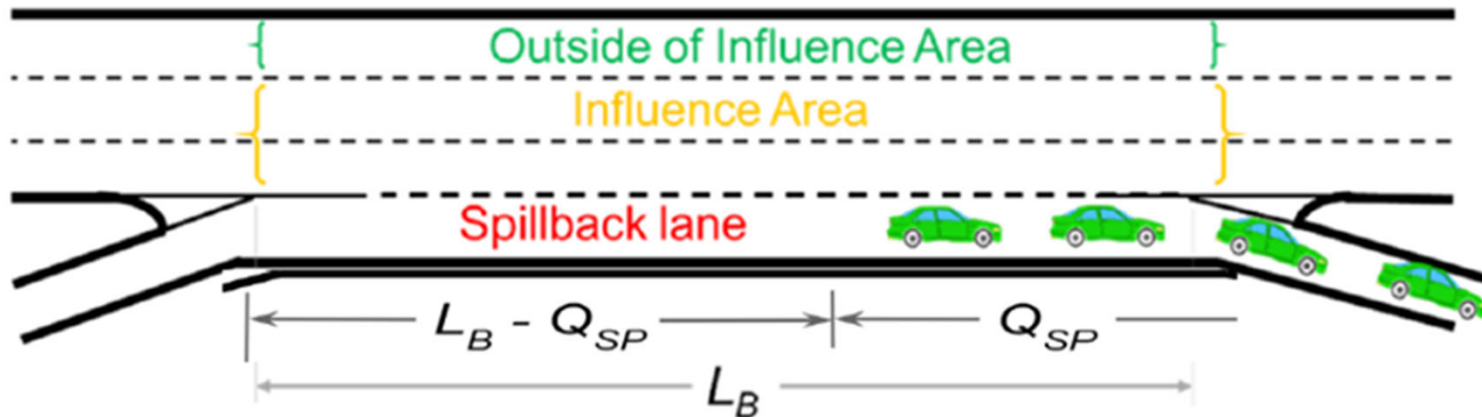 Outside of Influence Area
Influence Area
Spillback lane
L_B - Q_SP
Q_SP
L_B